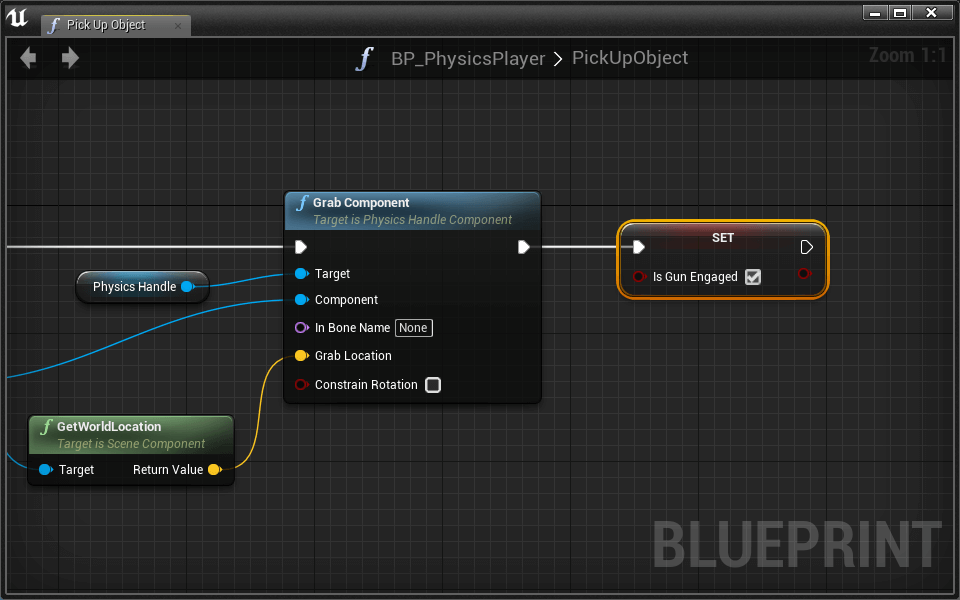 Pick Up Object
BP_PhysicsPlayer > PickUpObject
Zoom 1:1
Grab Component
Target is Physics Handle Component
SET
Target
Is Gun Engaged
Physics Handle
Component
In Bone Name None
Grab Location
Constrain Rotation
GetWorldLocation
Target is Scene Component
Target Return Value
BLUEPRINT